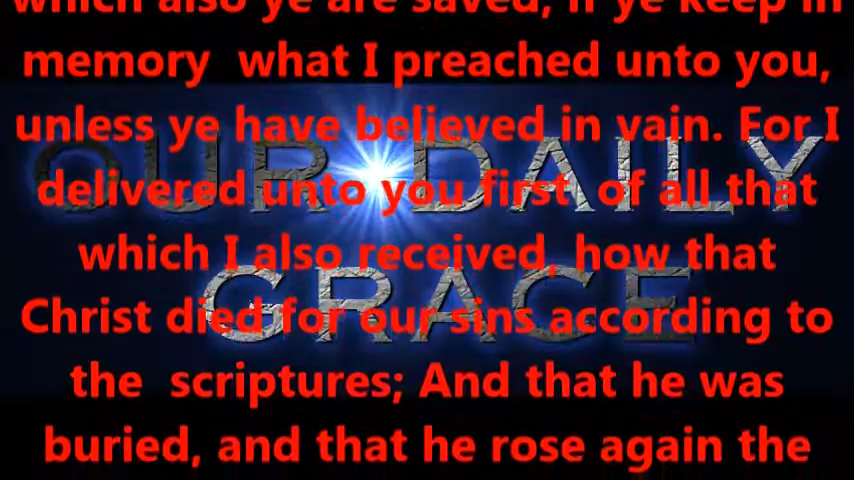 which also ye are saved, if ye keep in
memory what I preached unto you,
unless ye have believed in vain. For I
delivered unto you first of all that
which I also received, how that
Christ died for our sins according to
the scriptures; And that he was
buried, and that he rose again the
OUR DAILY
GRACE